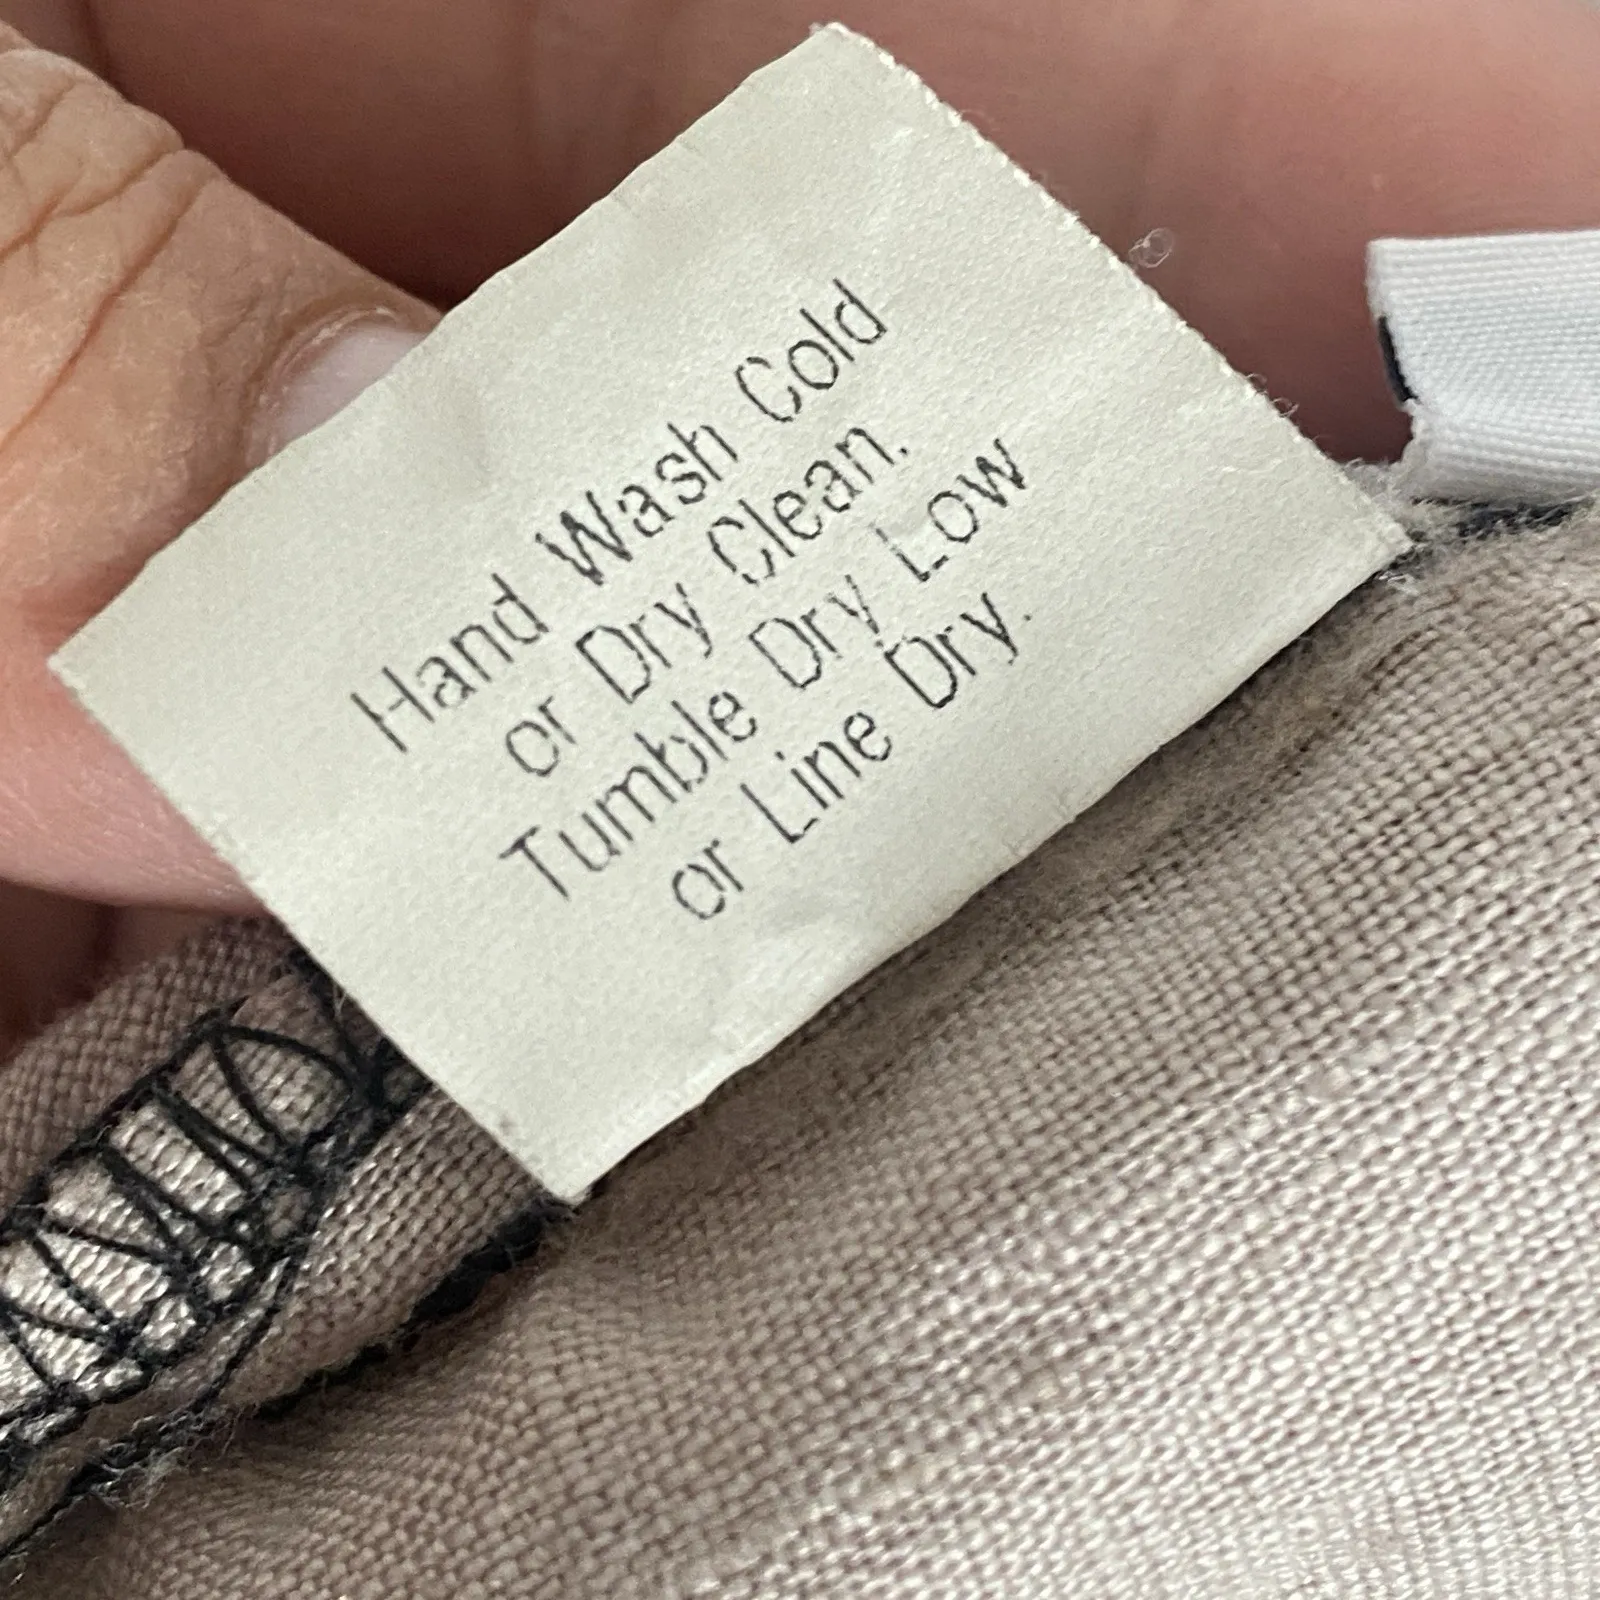 Hand Wash Cold
or Dry Clean.
Tumble Dry Low
or Line Dry.